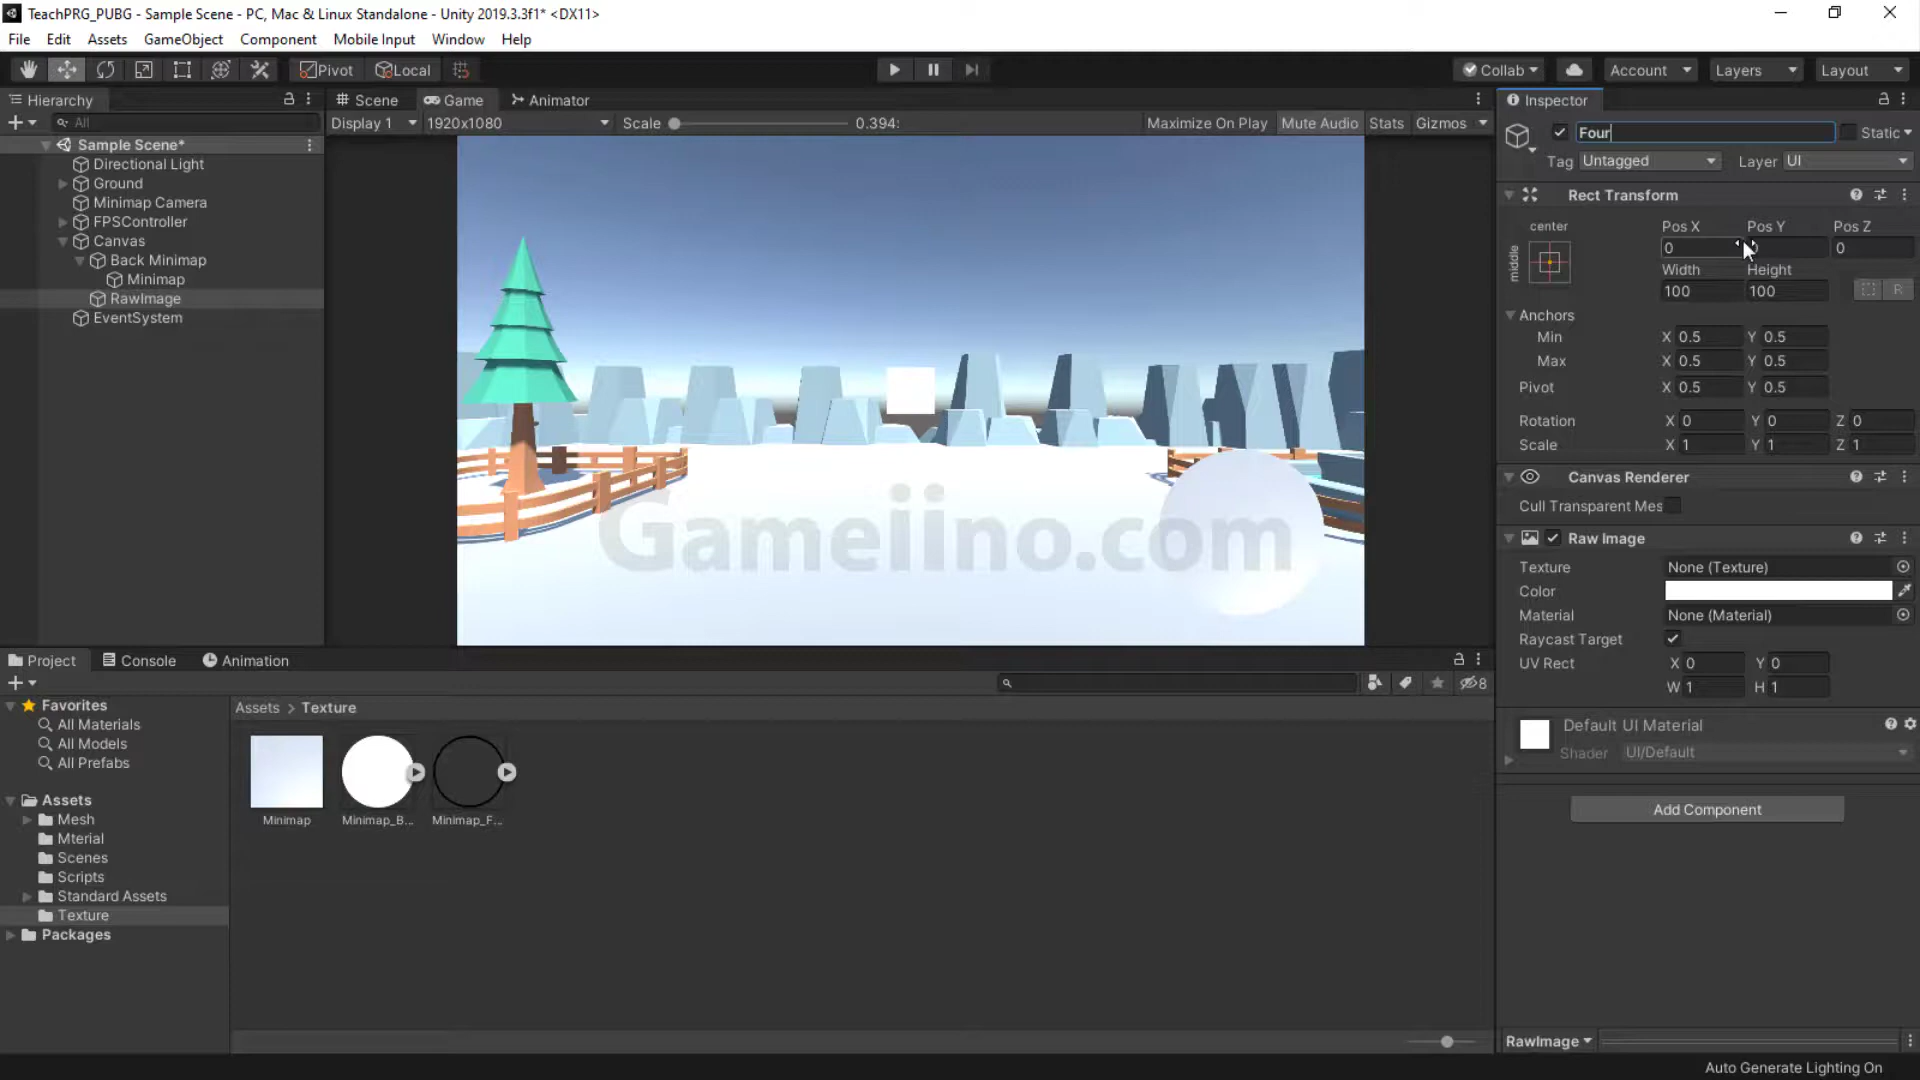 TeachPRG_PUBG - Sample Scene - PC, Mac & Linux Standalone - Unity 2019.3.3f1* <DX11>
File Edit Assets GameObject Component Mobile Input Window Help
Pivot Local Collab Account Layers Layout
Hierarchy
All
Sample Scene*
Directional Light
Ground
Minimap Camera
FPSController
Canvas
Back Minimap
Minimap
RawImage
EventSystem
Scene Game Animator
Display 1 1920x1080 Scale 0.394: Maximize On Play Mute Audio Stats Gizmos
Gameiino.com
Inspector
Four Static
Tag Untagged Layer UI
Rect Transform
center
middle
Pos X Pos Y Pos Z
0 0 0
Width Height
100 100 R
Anchors
Min X 0.5 Y 0.5
Max X 0.5 Y 0.5
Pivot X 0.5 Y 0.5
Rotation X 0 Y 0 Z 0
Scale X 1 Y 1 Z 1
Canvas Renderer
Cull Transparent Mes
Raw Image
Texture None (Texture)
Color
Material None (Material)
Raycast Target
UV Rect X 0 Y 0
W 1 H 1
Default UI Material
Shader UI/Default
Add Component
RawImage
Project Console Animation
8
Favorites
All Materials
All Models
All Prefabs
Assets
Mesh
Mterial
Scenes
Scripts
Standard Assets
Texture
Packages
Assets > Texture
Minimap Minimap_B... Minimap_F...
Auto Generate Lighting On